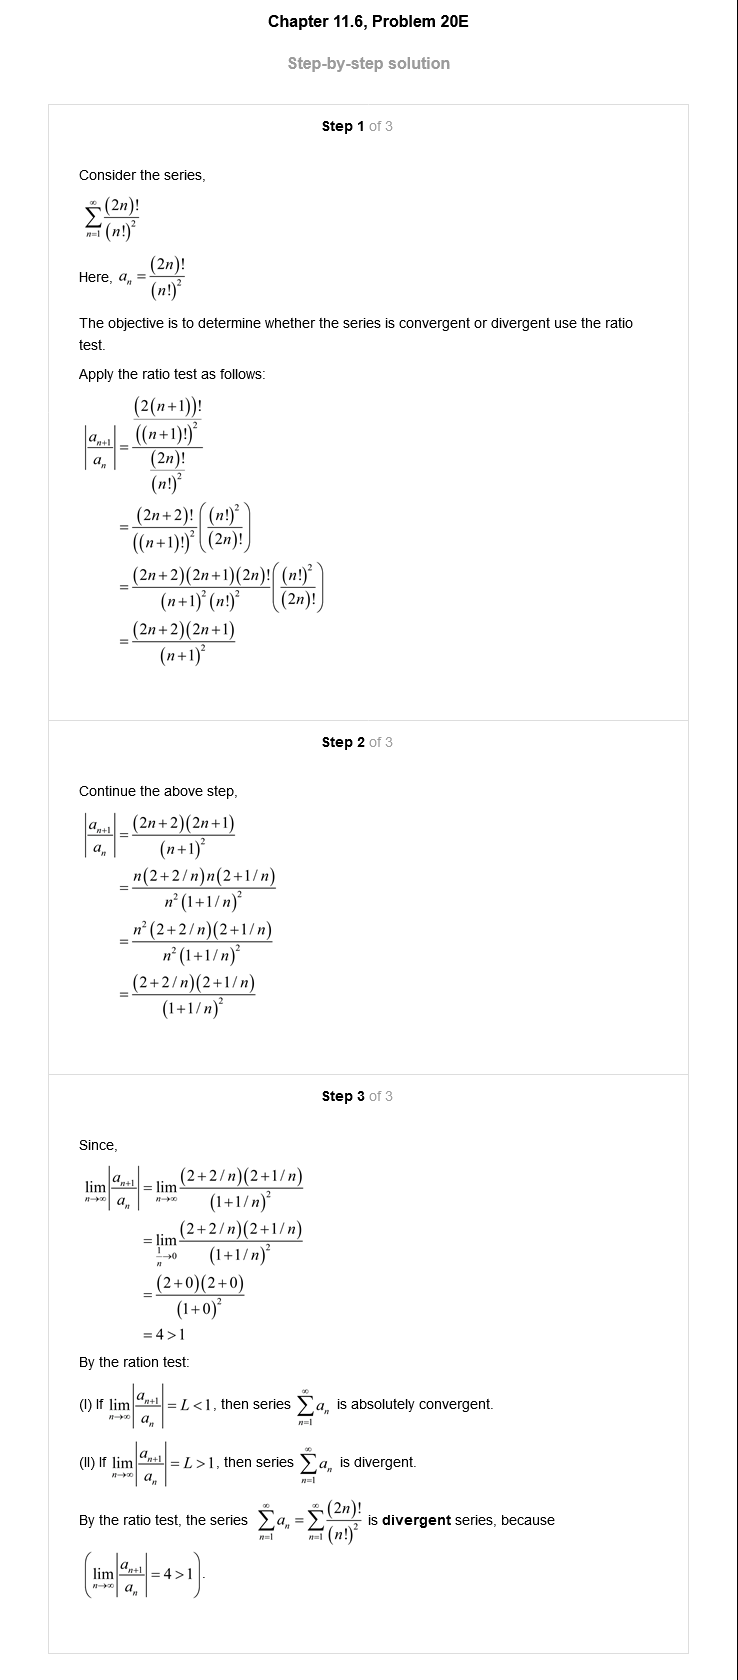 Chapter 11.6, Problem 20E
Step-by-step solution
Step 1 of 3
Consider the series,
\sum_{n=1}^{\infty} \frac{(2n)!}{(n!)^2}
Here, a_n = \frac{(2n)!}{(n!)^2}
The objective is to determine whether the series is convergent or divergent use the ratio
test.
Apply the ratio test as follows:
\left|\frac{a_{n+1}}{a_n}\right| = \frac{\frac{(2(n+1))!}{((n+1)!)^2}}{\frac{(2n)!}{(n!)^2}}
= \frac{(2n+2)!}{((n+1)!)^2} \left(\frac{(n!)^2}{(2n)!}\right)
= \frac{(2n+2)(2n+1)(2n)!}{(n+1)^2 (n!)^2} \left(\frac{(n!)^2}{(2n)!}\right)
= \frac{(2n+2)(2n+1)}{(n+1)^2}
Step 2 of 3
Continue the above step,
\left|\frac{a_{n+1}}{a_n}\right| = \frac{(2n+2)(2n+1)}{(n+1)^2}
= \frac{n(2+2/n)n(2+1/n)}{n^2(1+1/n)^2}
= \frac{n^2(2+2/n)(2+1/n)}{n^2(1+1/n)^2}
= \frac{(2+2/n)(2+1/n)}{(1+1/n)^2}
Step 3 of 3
Since,
\lim_{n\to\infty} \left|\frac{a_{n+1}}{a_n}\right| = \lim_{n\to\infty} \frac{(2+2/n)(2+1/n)}{(1+1/n)^2}
= \lim_{\frac{1}{n}\to 0} \frac{(2+2/n)(2+1/n)}{(1+1/n)^2}
= \frac{(2+0)(2+0)}{(1+0)^2}
= 4 > 1
By the ration test:
(I) If \lim_{n\to\infty} \left|\frac{a_{n+1}}{a_n}\right| = L < 1, then series \sum_{n=1}^{\infty} a_n is absolutely convergent.
(II) If \lim_{n\to\infty} \left|\frac{a_{n+1}}{a_n}\right| = L > 1, then series \sum_{n=1}^{\infty} a_n is divergent.
By the ratio test, the series \sum_{n=1}^{\infty} a_n = \sum_{n=1}^{\infty} \frac{(2n)!}{(n!)^2} is divergent series, because
\left(\lim_{n\to\infty} \left|\frac{a_{n+1}}{a_n}\right| = 4 > 1\right).